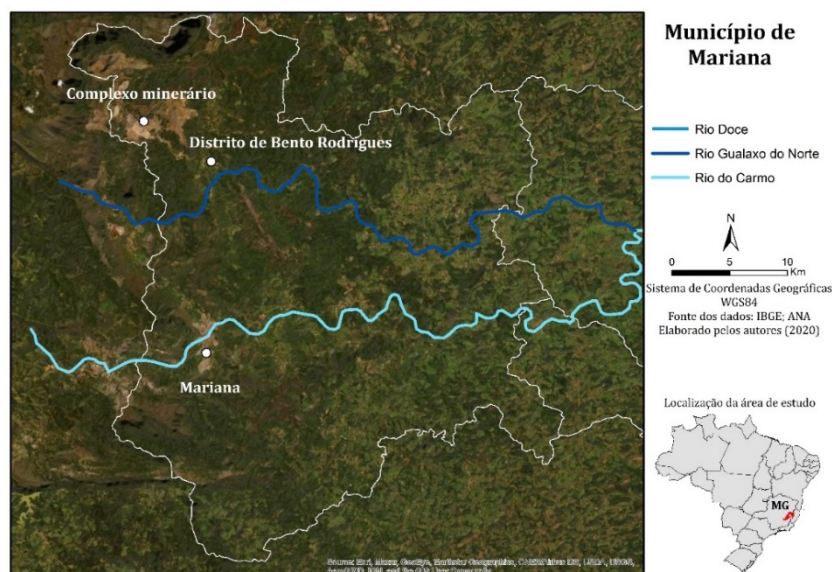 Município de
Mariana
Complexo minerário
Distrito de Bento Rodrigues
Mariana
Rio Doce
Rio Gualaxo do Norte
Rio do Carmo
N
0 5 10
Km
Sistema de Coordenadas Geográficas
WGS84
Fonte dos dados: IBGE; ANA
Elaborado pelos autores (2020)
Localização da área de estudo
MG